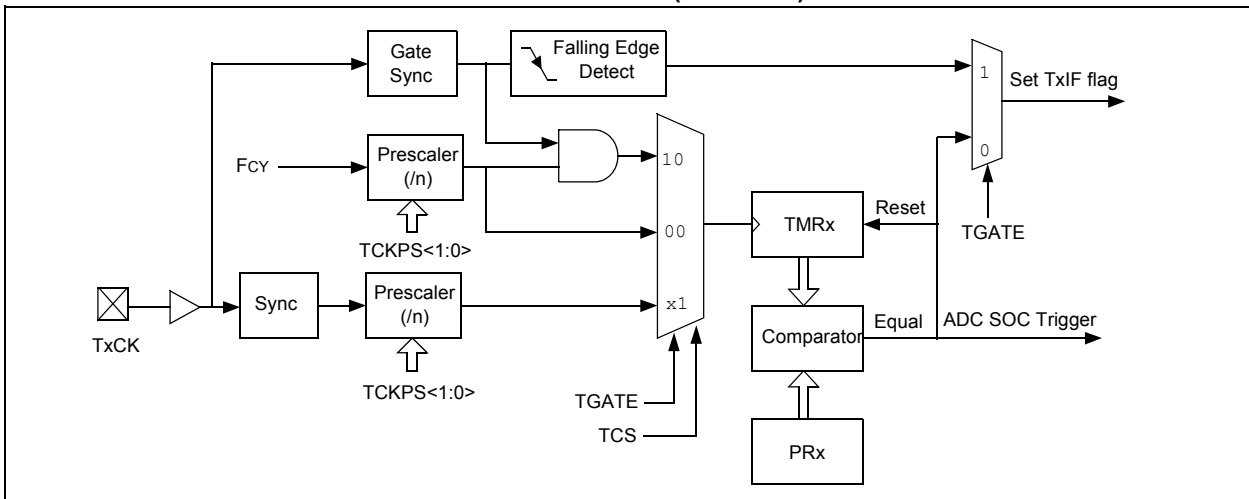 Gate
Sync
Falling Edge
Detect
1
Set TxIF flag
FCY
Prescaler
(/n)
10
0
TCKPS<1:0>
00
TMRx
Reset
TGATE
TxCK
Sync
Prescaler
(/n)
x1
TCKPS<1:0>
Comparator
Equal
ADC SOC Trigger
TGATE
TCS
PRx